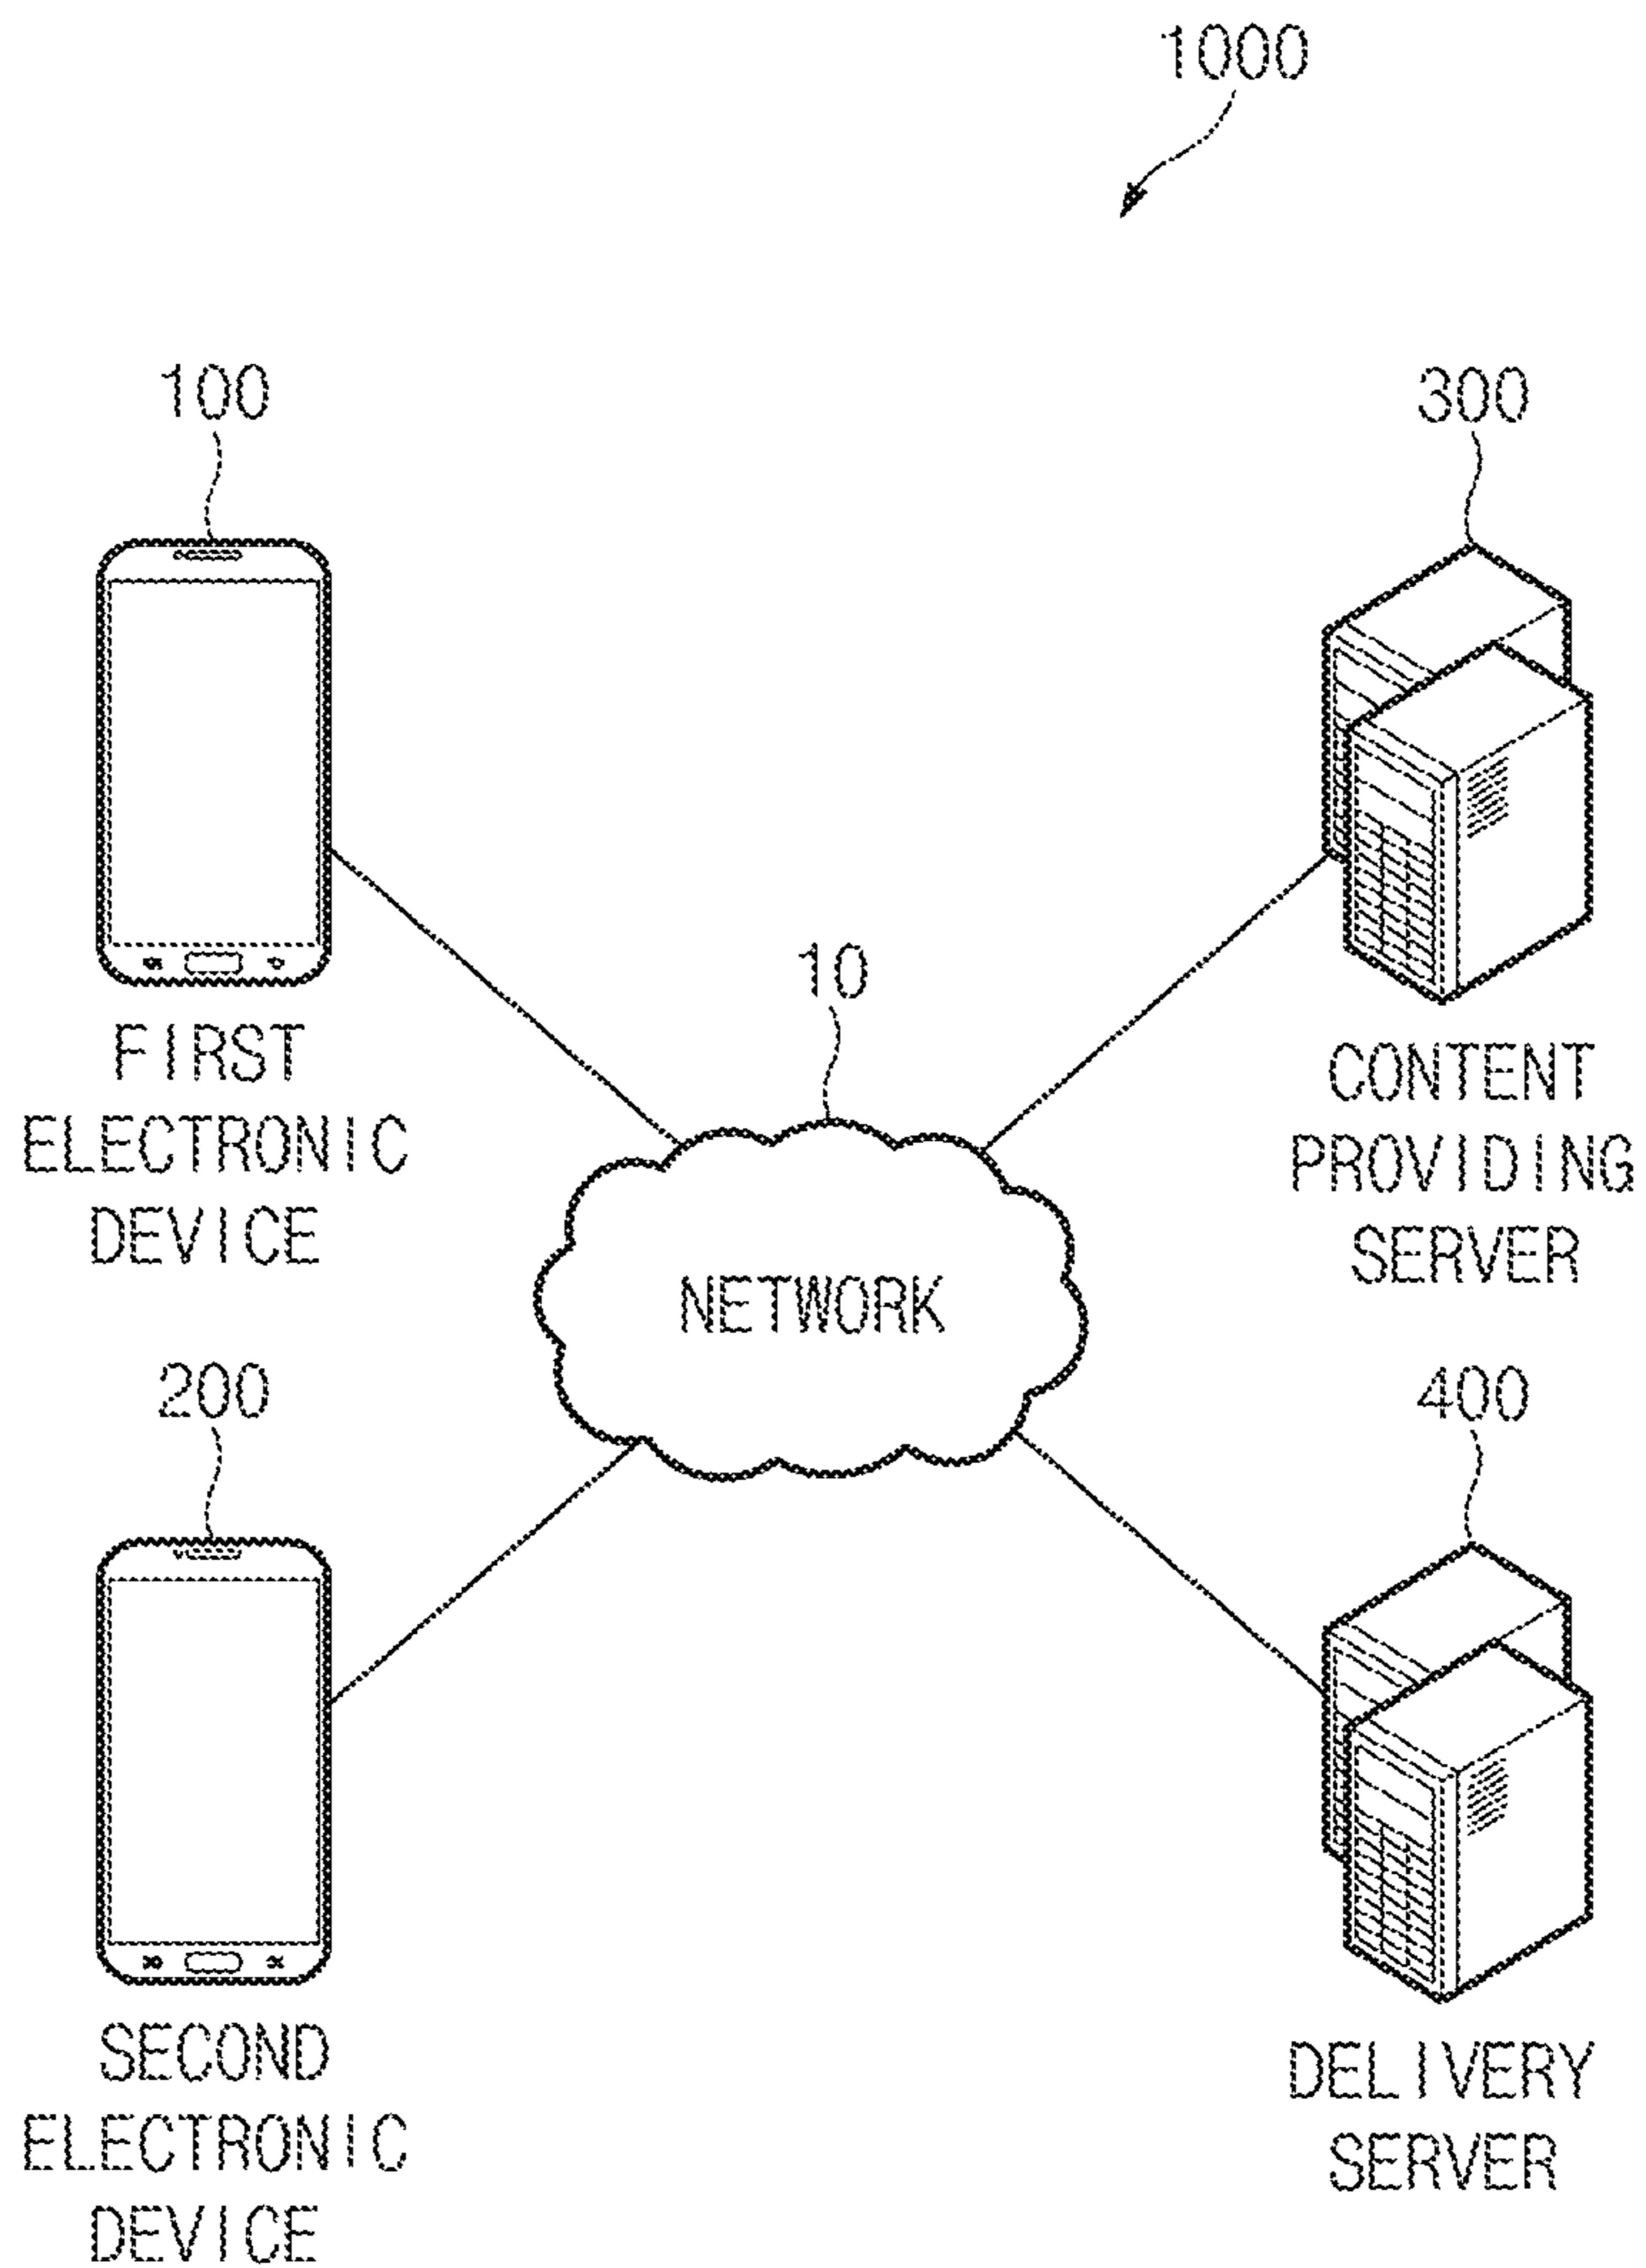 1000
100
300
FIRST
ELECTRONIC
DEVICE
10
CONTENT
PROVIDING
SERVER
NETWORK
200
400
SECOND
ELECTRONIC
DEVICE
DELIVERY
SERVER